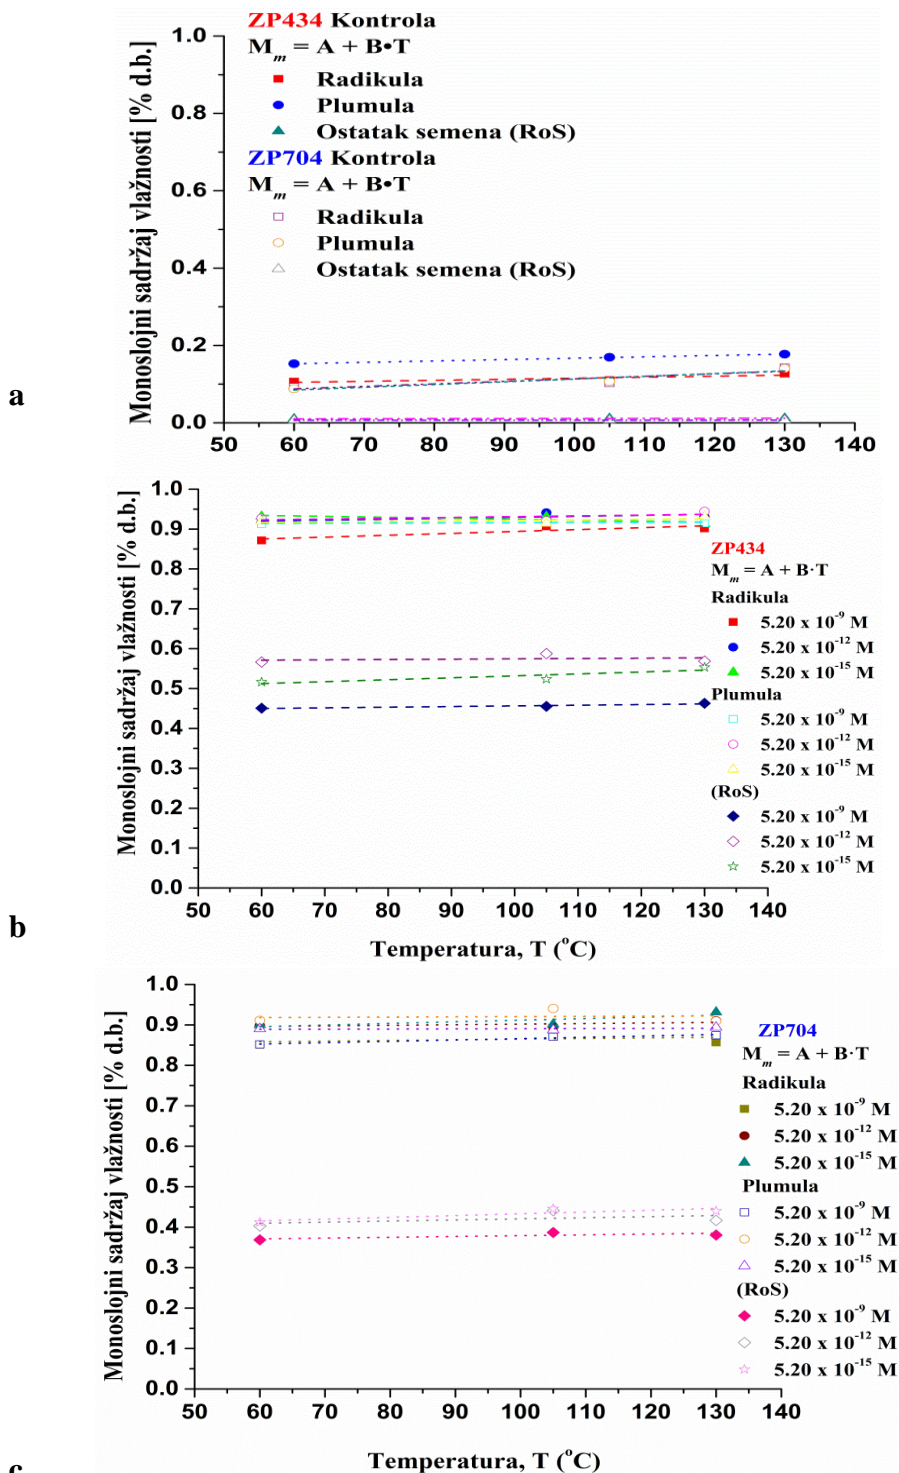 ZP434 Kontrola
Mm = A + B•T
Radikula
Plumula
Ostatak semena (RoS)
ZP704 Kontrola
Mm = A + B•T
Radikula
Plumula
Ostatak semena (RoS)
Monoslojni sadržaj vlažnosti [% d.b.]
1.0
0.8
0.6
0.4
0.2
0.0
50 60 70 80 90 100 110 120 130 140
a
Monoslojni sadržaj vlažnosti [% d.b.]
1.0
0.9
0.8
0.7
0.6
0.5
0.4
0.3
0.2
0.1
0.0
50 60 70 80 90 100 110 120 130 140
Temperatura, T (°C)
ZP434
Mm = A + B·T
Radikula
5.20 x 10⁻⁹ M
5.20 x 10⁻¹² M
5.20 x 10⁻¹⁵ M
Plumula
5.20 x 10⁻⁹ M
5.20 x 10⁻¹² M
5.20 x 10⁻¹⁵ M
(RoS)
5.20 x 10⁻⁹ M
5.20 x 10⁻¹² M
5.20 x 10⁻¹⁵ M
b
Monoslojni sadržaj vlažnosti [% d.b.]
1.0
0.9
0.8
0.7
0.6
0.5
0.4
0.3
0.2
0.1
0.0
50 60 70 80 90 100 110 120 130 140
Temperatura, T (°C)
ZP704
Mm = A + B·T
Radikula
5.20 x 10⁻⁹ M
5.20 x 10⁻¹² M
5.20 x 10⁻¹⁵ M
Plumula
5.20 x 10⁻⁹ M
5.20 x 10⁻¹² M
5.20 x 10⁻¹⁵ M
(RoS)
5.20 x 10⁻⁹ M
5.20 x 10⁻¹² M
5.20 x 10⁻¹⁵ M
c